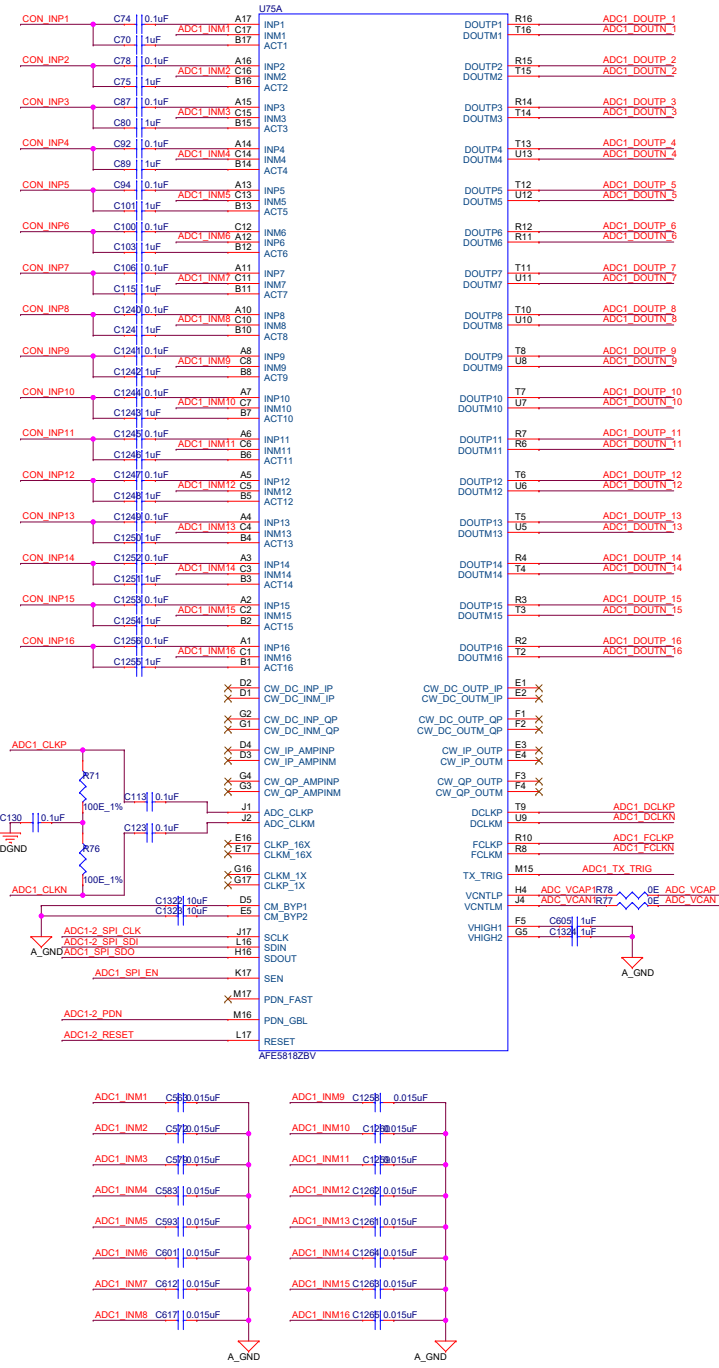 U75A
CON_INP1 C74 0.1uF A17 INP1 DOUTP1 R16 ADC1_DOUTP_1
ADC1_INM1 C17 INM1 DOUTM1 T16 ADC1_DOUTN_1
C70 1uF B17 ACT1
CON_INP2 C78 0.1uF A16 INP2 DOUTP2 R15 ADC1_DOUTP_2
ADC1_INM2 C16 INM2 DOUTM2 T15 ADC1_DOUTN_2
C75 1uF B16 ACT2
CON_INP3 C87 0.1uF A15 INP3 DOUTP3 R14 ADC1_DOUTP_3
ADC1_INM3 C15 INM3 DOUTM3 T14 ADC1_DOUTN_3
C80 1uF B15 ACT3
CON_INP4 C92 0.1uF A14 INP4 DOUTP4 T13 ADC1_DOUTP_4
ADC1_INM4 C14 INM4 DOUTM4 U13 ADC1_DOUTN_4
C89 1uF B14 ACT4
CON_INP5 C94 0.1uF A13 INP5 DOUTP5 T12 ADC1_DOUTP_5
ADC1_INM5 C13 INM5 DOUTM5 U12 ADC1_DOUTN_5
C101 1uF B13 ACT5
CON_INP6 C100 0.1uF C12 INM6 DOUTP6 R12 ADC1_DOUTP_6
ADC1_INM6 A12 INP6 DOUTM6 R11 ADC1_DOUTN_6
C103 1uF B12 ACT6
CON_INP7 C106 0.1uF A11 INP7 DOUTP7 T11 ADC1_DOUTP_7
ADC1_INM7 C11 INM7 DOUTM7 U11 ADC1_DOUTN_7
C115 1uF B11 ACT7
CON_INP8 C1240 0.1uF A10 INP8 DOUTP8 T10 ADC1_DOUTP_8
ADC1_INM8 C10 INM8 DOUTM8 U10 ADC1_DOUTN_8
C124 1uF B10 ACT8
CON_INP9 C1241 0.1uF A8 INP9 DOUTP9 T8 ADC1_DOUTP_9
ADC1_INM9 C8 INM9 DOUTM9 U8 ADC1_DOUTN_9
C1242 1uF B8 ACT9
CON_INP10 C1244 0.1uF A7 INP10 DOUTP10 T7 ADC1_DOUTP_10
ADC1_INM10 C7 INM10 DOUTM10 U7 ADC1_DOUTN_10
C1243 1uF B7 ACT10
CON_INP11 C1245 0.1uF A6 INP11 DOUTP11 R7 ADC1_DOUTP_11
ADC1_INM11 C6 INM11 DOUTM11 R6 ADC1_DOUTN_11
C1246 1uF B6 ACT11
CON_INP12 C1247 0.1uF A5 INP12 DOUTP12 T6 ADC1_DOUTP_12
ADC1_INM12 C5 INM12 DOUTM12 U6 ADC1_DOUTN_12
C1248 1uF B5 ACT12
CON_INP13 C1249 0.1uF A4 INP13 DOUTP13 T5 ADC1_DOUTP_13
ADC1_INM13 C4 INM13 DOUTM13 U5 ADC1_DOUTN_13
C1250 1uF B4 ACT13
CON_INP14 C1252 0.1uF A3 INP14 DOUTP14 R4 ADC1_DOUTP_14
ADC1_INM14 C3 INM14 DOUTM14 T4 ADC1_DOUTN_14
C1251 1uF B3 ACT14
CON_INP15 C1253 0.1uF A2 INP15 DOUTP15 R3 ADC1_DOUTP_15
ADC1_INM15 C2 INM15 DOUTM15 T3 ADC1_DOUTN_15
C1254 1uF B2 ACT15
CON_INP16 C1256 0.1uF A1 INP16 DOUTP16 R2 ADC1_DOUTP_16
ADC1_INM16 C1 INM16 DOUTM16 T2 ADC1_DOUTN_16
C1255 1uF B1 ACT16
D2 CW_DC_INP_IP CW_DC_OUTP_IP E1
D1 CW_DC_INM_IP CW_DC_OUTM_IP E2
G2 CW_DC_INP_QP CW_DC_OUTP_QP F1
G1 CW_DC_INM_QP CW_DC_OUTM_QP F2
ADC1_CLKP D4 CW_IP_AMPINP CW_IP_OUTP E3
D3 CW_IP_AMPINM CW_IP_OUTM E4
R71 G4 CW_QP_AMPINP CW_QP_OUTP F3
G3 CW_QP_AMPINM CW_QP_OUTM F4
C113 0.1uF
100E_1%
J1 ADC_CLKP DCLKP T9 ADC1_DCLKP
C130 0.1uF C123 0.1uF J2 ADC_CLKM DCLKM U9 ADC1_DCLKN
DGND
R76 E16 CLKP_16X FCLKP R10 ADC1_FCLKP
E17 CLKM_16X FCLKM R8 ADC1_FCLKN
100E_1% G16 CLKM_1X TX_TRIG M15 ADC1_TX_TRIG
ADC1_CLKN G17 CLKP_1X
VCNTLP H4 ADC_VCAP1 R78 0E ADC_VCAP
C1322 10uF D5 CM_BYP1 VCNTLM J4 ADC_VCAN1 R77 0E ADC_VCAN
C1323 10uF E5 CM_BYP2
VHIGH1 F5 C605 1uF
ADC1-2_SPI_CLK J17 SCLK VHIGH2 G5 C1324 1uF
ADC1-2_SPI_SDI L16 SDIN
A_GND ADC1_SPI_SDO H16 SDOUT
A_GND
ADC1_SPI_EN K17 SEN
M17 PDN_FAST
ADC1-2_PDN M16 PDN_GBL
ADC1-2_RESET L17 RESET
AFE5818ZBV
ADC1_INM1 C563 0.015uF ADC1_INM9 C1258 0.015uF
ADC1_INM2 C572 0.015uF ADC1_INM10 C1260 0.015uF
ADC1_INM3 C579 0.015uF ADC1_INM11 C1259 0.015uF
ADC1_INM4 C583 0.015uF ADC1_INM12 C1262 0.015uF
ADC1_INM5 C593 0.015uF ADC1_INM13 C1261 0.015uF
ADC1_INM6 C601 0.015uF ADC1_INM14 C1264 0.015uF
ADC1_INM7 C612 0.015uF ADC1_INM15 C1263 0.015uF
ADC1_INM8 C617 0.015uF ADC1_INM16 C1265 0.015uF
A_GND A_GND